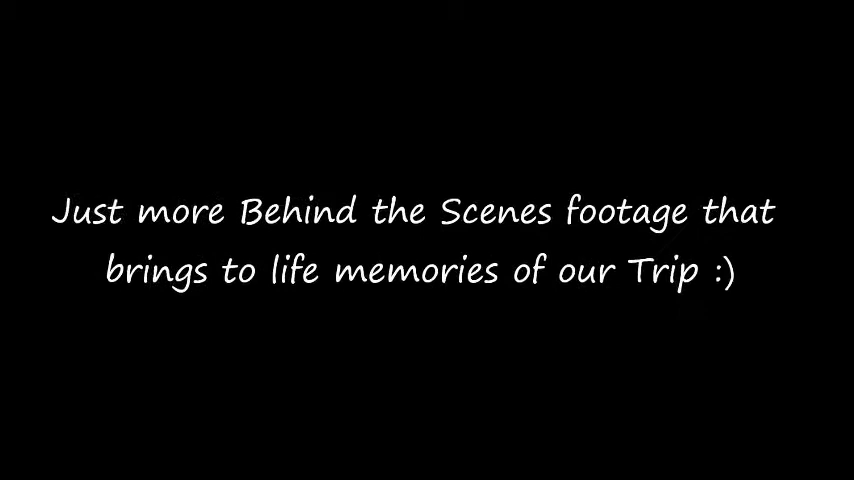 Just more Behind the Scenes footage that
brings to life memories of our Trip :)